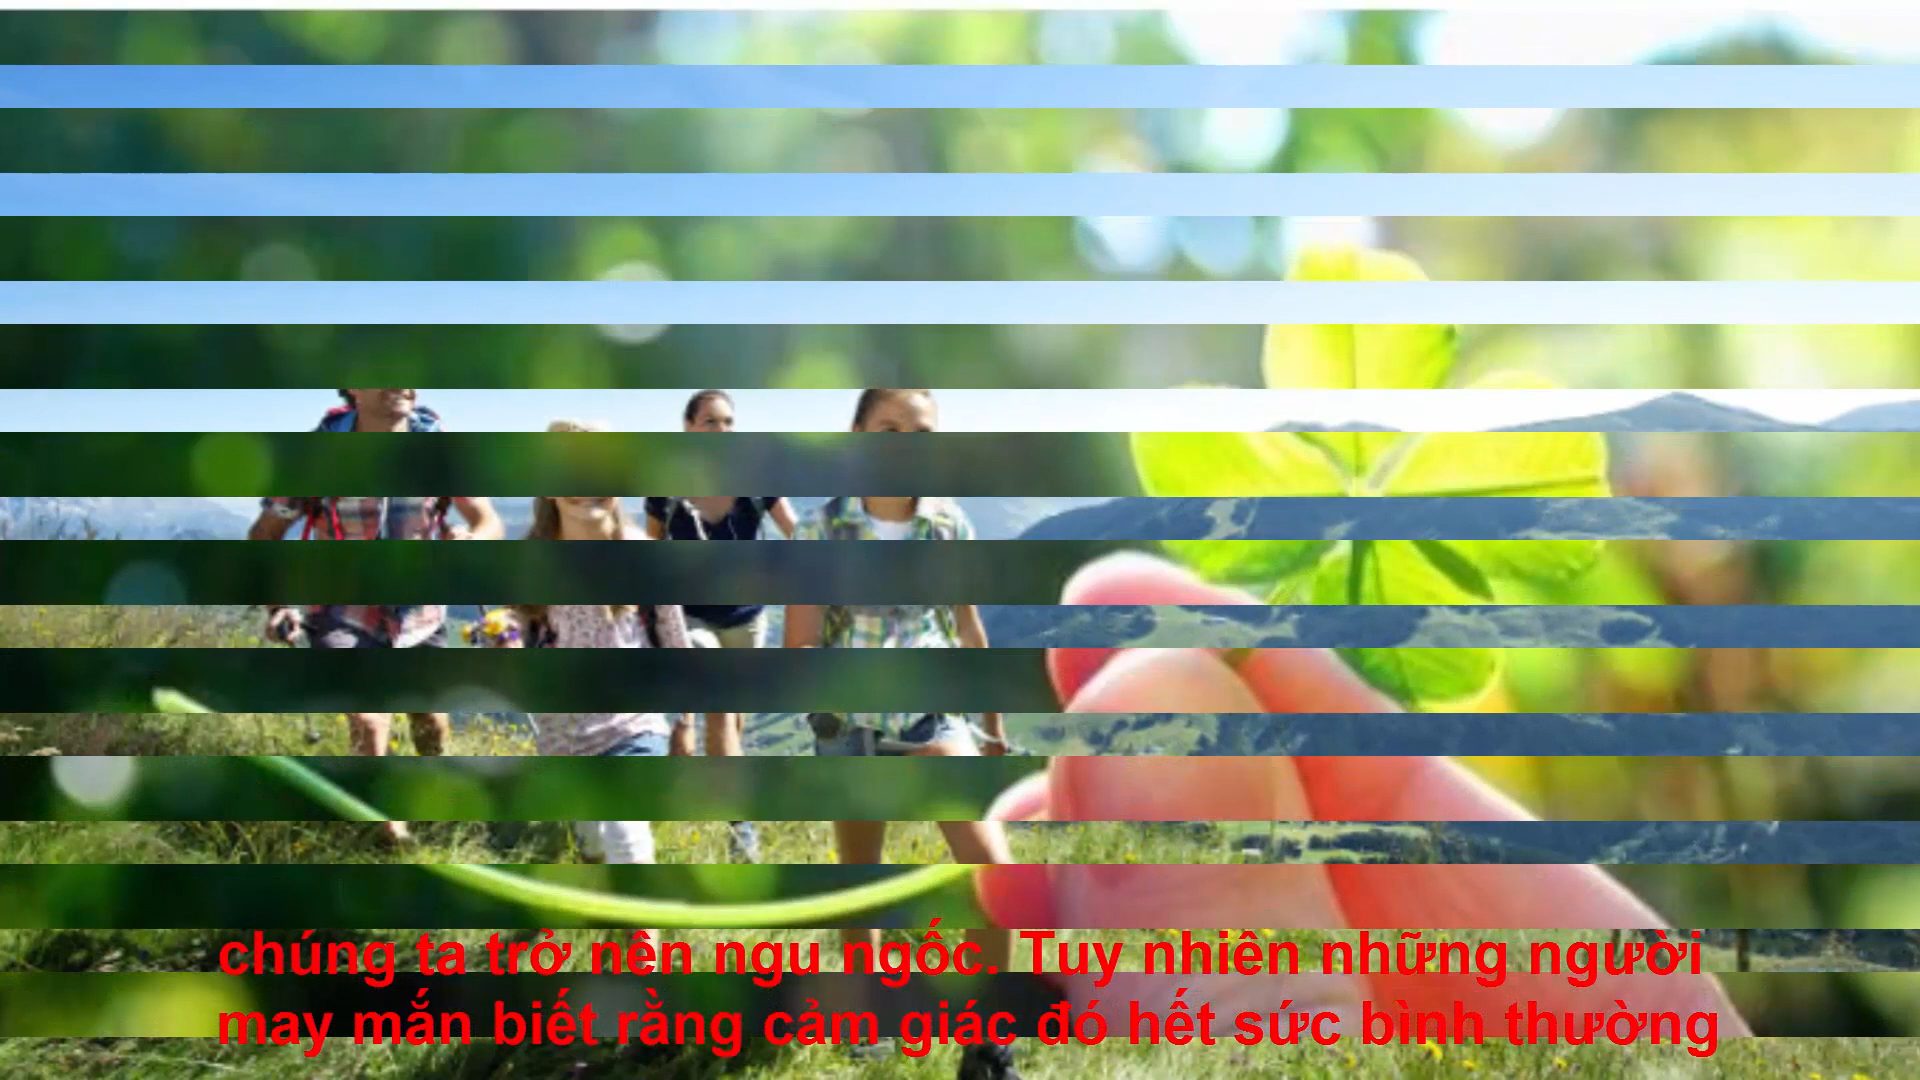 chúng ta trở nên ngu ngốc. Tuy nhiên những người
may mắn biết rằng cảm giác đó hết sức bình thường